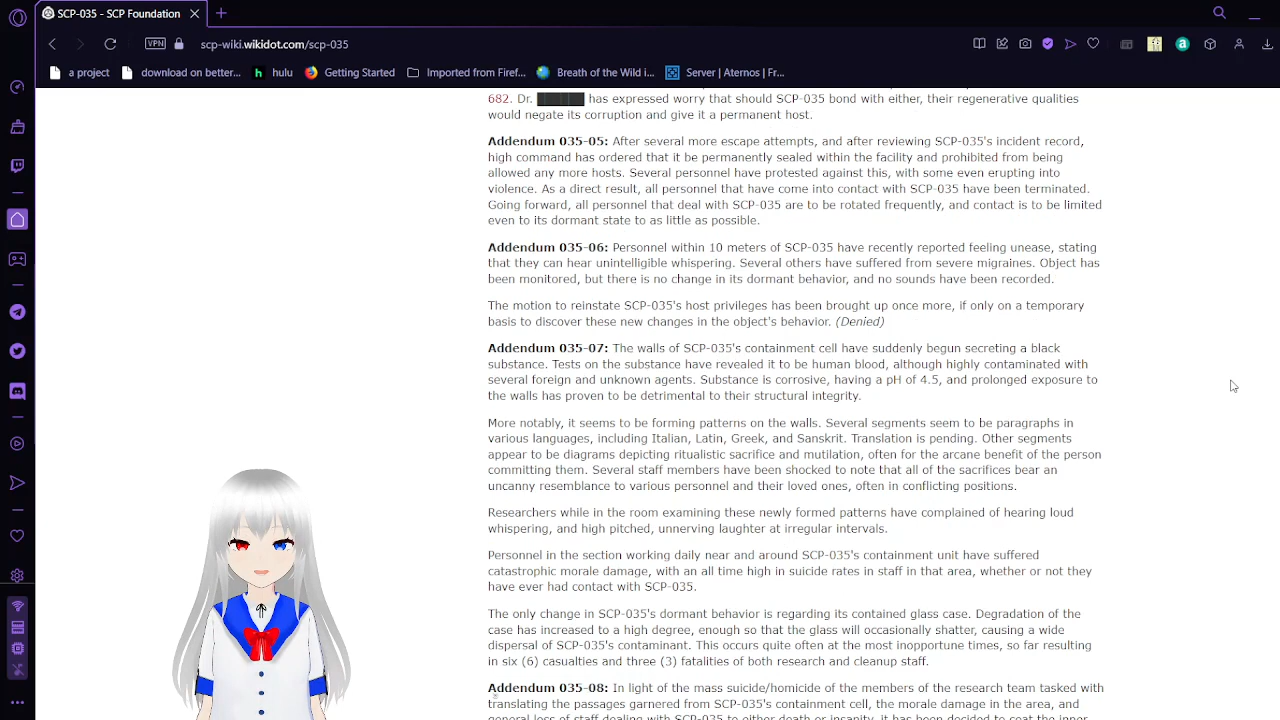 SCP-035 - SCP Foundation
VPN
scp-wiki.wikidot.com/scp-035
a project
download on better...
hulu
Getting Started
Imported from Firef...
Breath of the Wild i...
Server | Aternos | Fr...
682. Dr. has expressed worry that should SCP-035 bond with either, their regenerative qualities
would negate its corruption and give it a permanent host.
Addendum 035-05: After several more escape attempts, and after reviewing SCP-035's incident record,
high command has ordered that it be permanently sealed within the facility and prohibited from being
allowed any more hosts. Several personnel have protested against this, with some even erupting into
violence. As a direct result, all personnel that have come into contact with SCP-035 have been terminated.
Going forward, all personnel that deal with SCP-035 are to be rotated frequently, and contact is to be limited
even to its dormant state to as little as possible.
Addendum 035-06: Personnel within 10 meters of SCP-035 have recently reported feeling unease, stating
that they can hear unintelligible whispering. Several others have suffered from severe migraines. Object has
been monitored, but there is no change in its dormant behavior, and no sounds have been recorded.
The motion to reinstate SCP-035's host privileges has been brought up once more, if only on a temporary
basis to discover these new changes in the object's behavior. (Denied)
Addendum 035-07: The walls of SCP-035's containment cell have suddenly begun secreting a black
substance. Tests on the substance have revealed it to be human blood, although highly contaminated with
several foreign and unknown agents. Substance is corrosive, having a pH of 4.5, and prolonged exposure to
the walls has proven to be detrimental to their structural integrity.
More notably, it seems to be forming patterns on the walls. Several segments seem to be paragraphs in
various languages, including Italian, Latin, Greek, and Sanskrit. Translation is pending. Other segments
appear to be diagrams depicting ritualistic sacrifice and mutilation, often for the arcane benefit of the person
committing them. Several staff members have been shocked to note that all of the sacrifices bear an
uncanny resemblance to various personnel and their loved ones, often in conflicting positions.
Researchers while in the room examining these newly formed patterns have complained of hearing loud
whispering, and high pitched, unnerving laughter at irregular intervals.
Personnel in the section working daily near and around SCP-035's containment unit have suffered
catastrophic morale damage, with an all time high in suicide rates in staff in that area, whether or not they
have ever had contact with SCP-035.
The only change in SCP-035's dormant behavior is regarding its contained glass case. Degradation of the
case has increased to a high degree, enough so that the glass will occasionally shatter, causing a wide
dispersal of SCP-035's contaminant. This occurs quite often at the most inopportune times, so far resulting
in six (6) casualties and three (3) fatalities of both research and cleanup staff.
Addendum 035-08: In light of the mass suicide/homicide of the members of the research team tasked with
translating the passages garnered from SCP-035's containment cell, the morale damage in the area, and
general loss of staff dealing with SCP-035 to either death or insanity, it has been decided to coat the inner